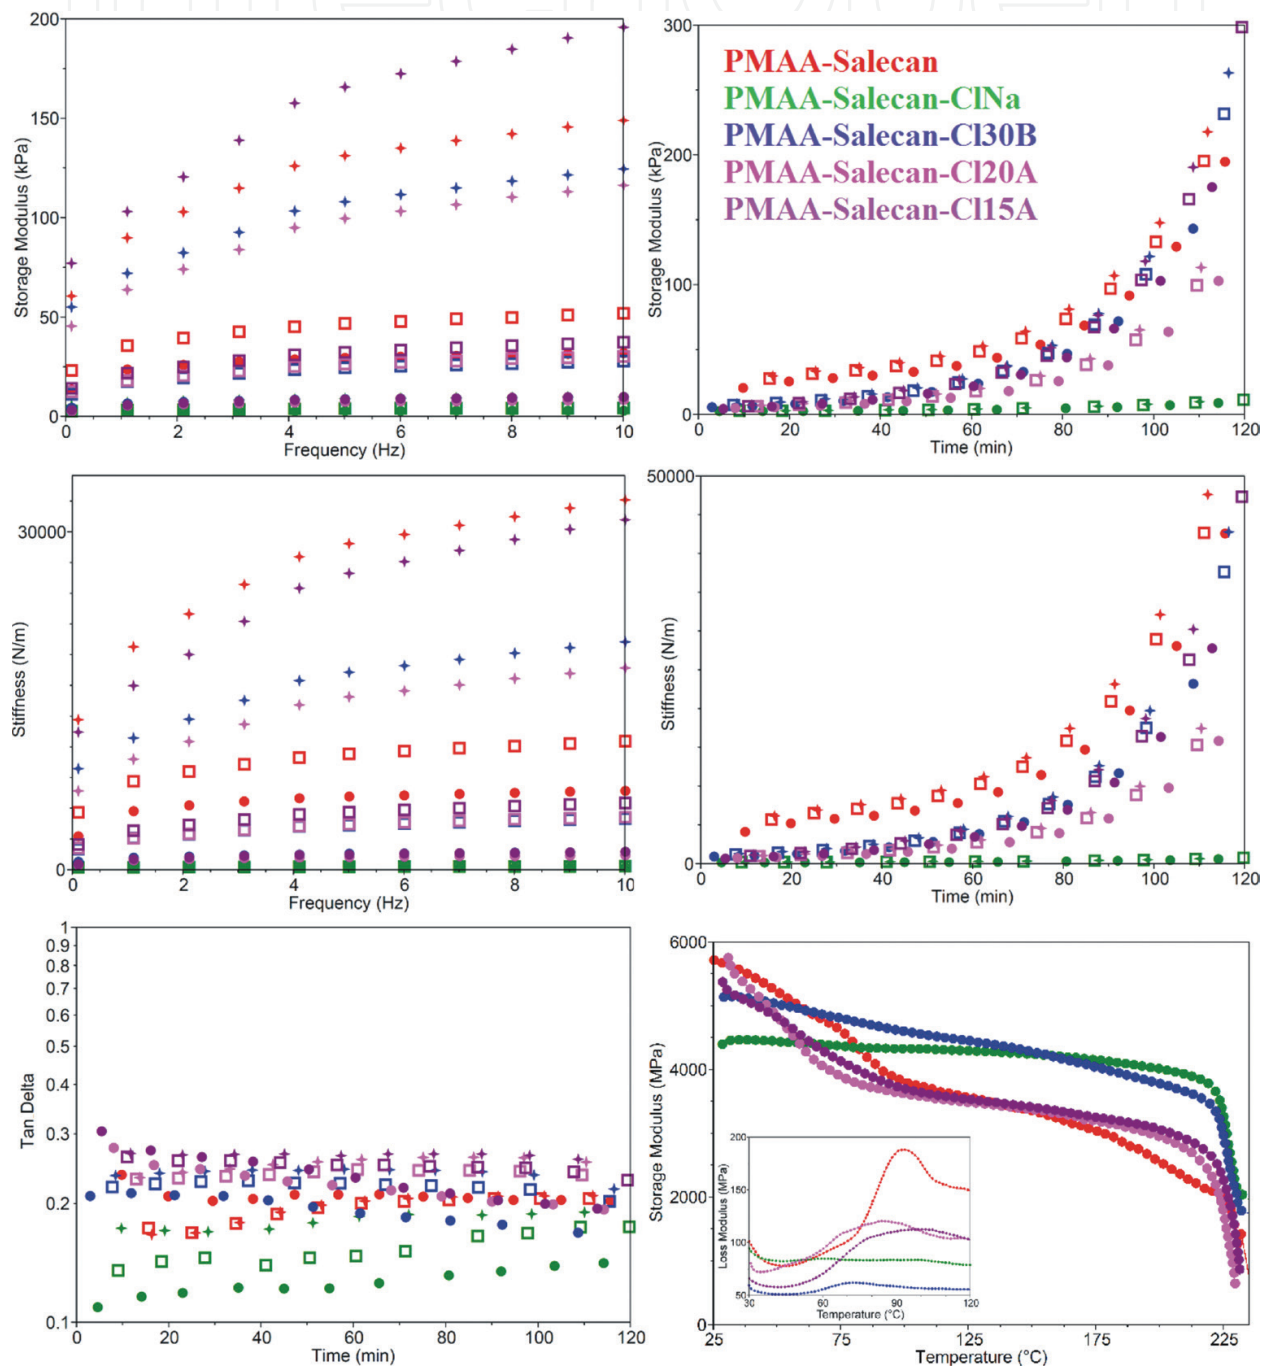 200
150
100
50
0
Storage Modulus (kPa)
0 2 4 6 8 10
Frequency (Hz)
300
200
100
0
Storage Modulus (kPa)
PMAA-Salecan
PMAA-Salecan-ClNa
PMAA-Salecan-Cl30B
PMAA-Salecan-Cl20A
PMAA-Salecan-Cl15A
0 20 40 60 80 100 120
Time (min)
30000
0
Stiffness (N/m)
0 2 4 6 8 10
Frequency (Hz)
50000
0
Stiffness (N/m)
0 20 40 60 80 100 120
Time (min)
1
0.9
0.8
0.7
0.6
0.5
0.4
0.3
0.2
0.1
Tan Delta
0 20 40 60 80 100 120
Time (min)
6000
4000
2000
0
Storage Modulus (MPa)
200
150
100
50
Loss Modulus (MPa)
30 60 90 120
Temperature (°C)
25 75 125 175 225
Temperature (°C)